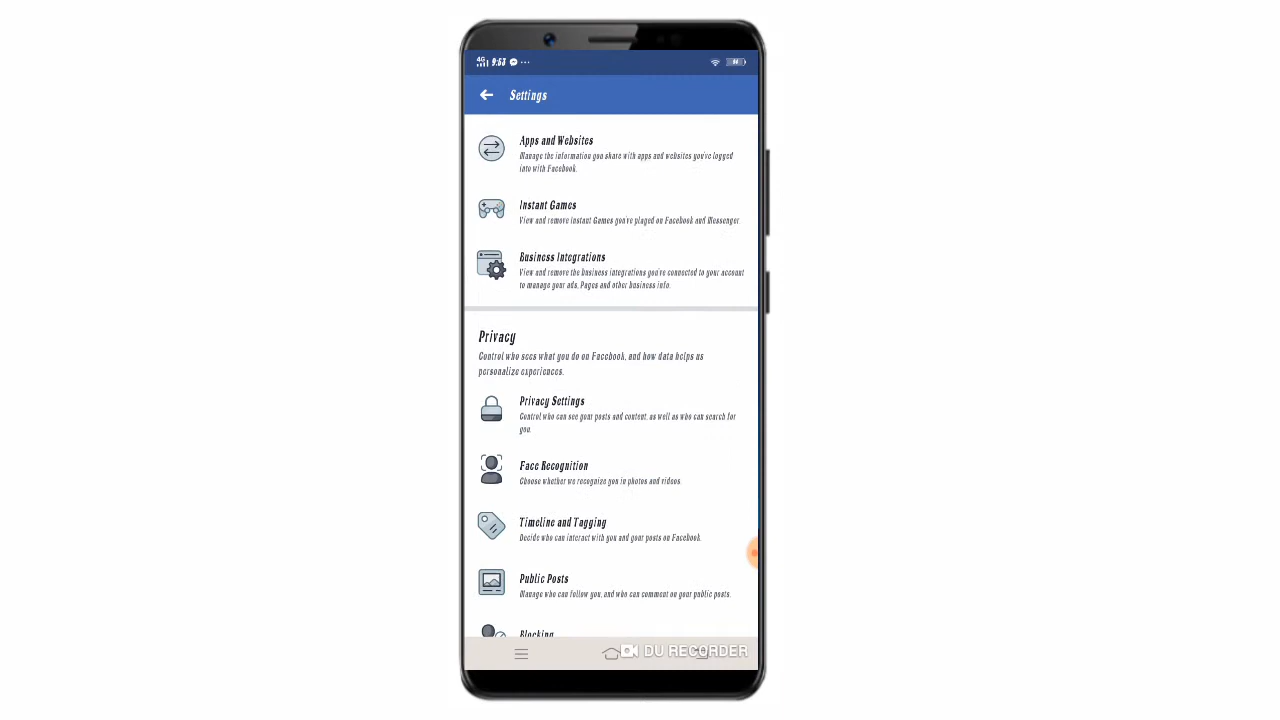 4G 9:53 ...
Settings
Apps and Websites
Manage the information you share with apps and websites you've logged
into with Facebook.
Instant Games
View and remove Instant Games you've played on Facebook and Messenger.
Business Integrations
View and remove the business integrations you've connected to your account
to manage your ads, Pages and other business info.
Privacy
Control who sees what you do on Facebook, and how data helps us
personalize experiences.
Privacy Settings
Control who can see your posts and content, as well as who can search for
you.
Face Recognition
Choose whether we recognize you in photos and videos.
Timeline and Tagging
Decide who can interact with you and your posts on Facebook.
Public Posts
Manage who can follow you, and who can comment on your public posts.
Blocking
DU RECORDER